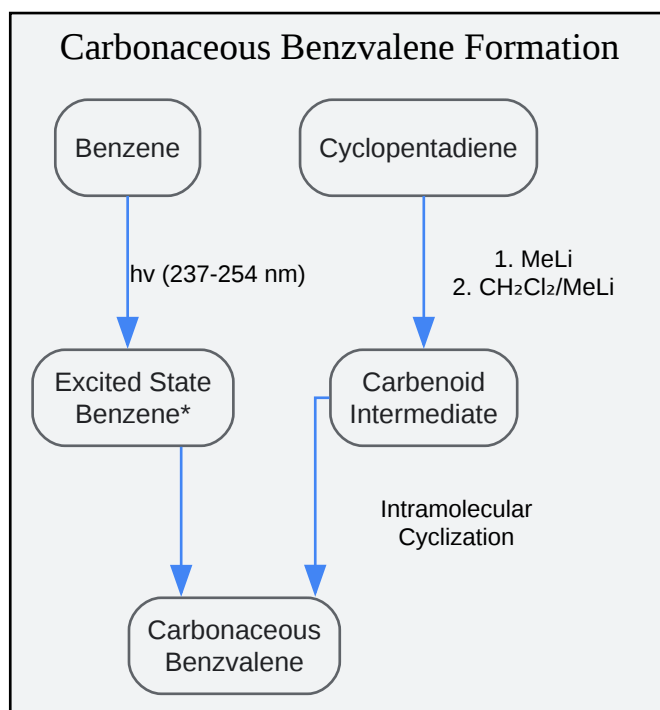 Carbonaceous Benzvalene Formation
Benzene
Cyclopentadiene
hv (237-254 nm)
1. MeLi
2. CH₂Cl₂/MeLi
Excited State
Benzene*
Carbenoid
Intermediate
Intramolecular
Cyclization
Carbonaceous
Benzvalene